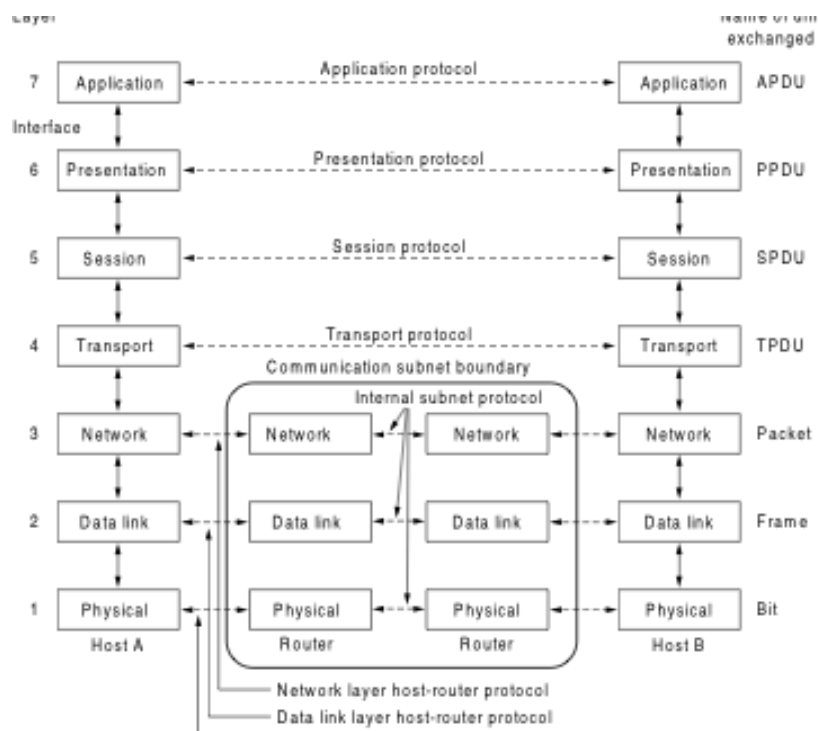 Layer
exchanged
Application protocol
7 Application Application APDU
Interface
Presentation protocol
6 Presentation Presentation PPDU
Session protocol
5 Session Session SPDU
Transport protocol
4 Transport Transport TPDU
Communication subnet boundary
Internal subnet protocol
3 Network Network Network Network Packet
2 Data link Data link Data link Data link Frame
1 Physical Physical Physical Physical Bit
Host A Router Router Host B
Network layer host-router protocol
Data link layer host-router protocol